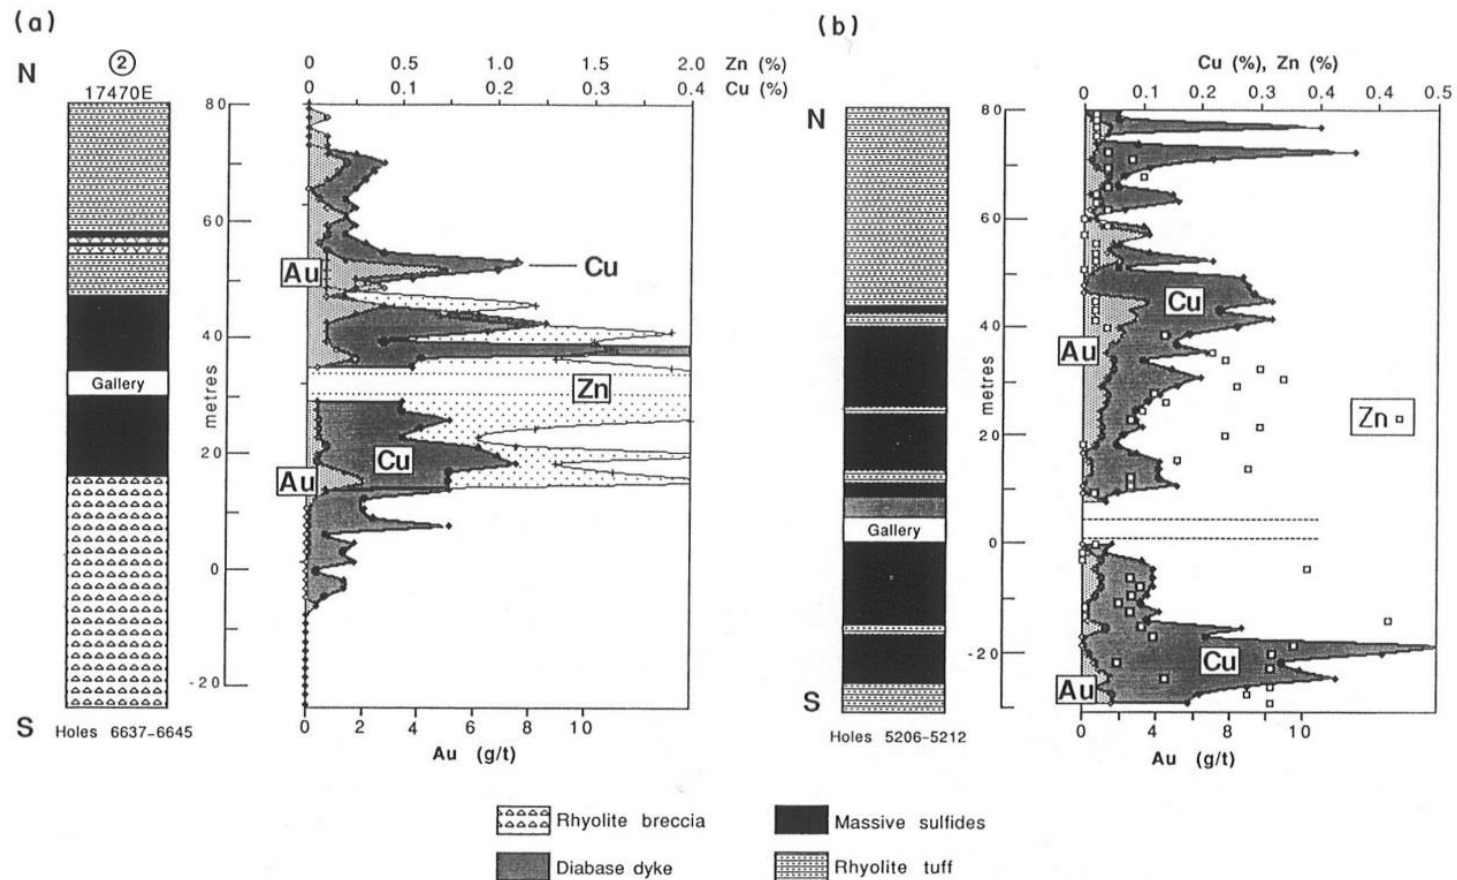 (a)
N
2
17470E
0 0.5 1.0 1.5 2.0 Zn (%)
0 0.1 0.2 0.3 0.4 Cu (%)
80
60
40
20
0
-20
metres
Gallery
Au
Cu
Zn
Cu
Au
S
Holes 6637-6645
0 2 4 6 8 10
Au (g/t)
(b)
N
Cu (%), Zn (%)
0 0.1 0.2 0.3 0.4 0.4 0.5
80
60
40
20
0
-20
metres
Gallery
Cu
Au
Zn
Cu
Au
S
Holes 5206-5212
0 4 8 10
Au (g/t)
Rhyolite breccia
Massive sulfides
Diabase dyke
Rhyolite tuff